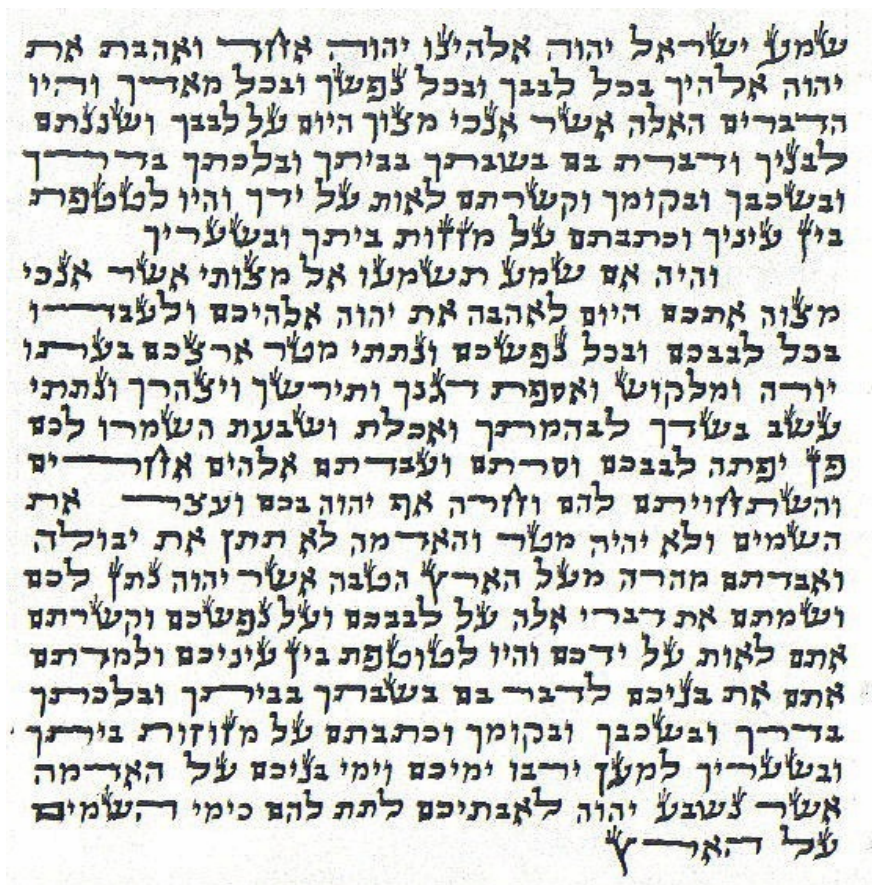 שמע ישראל יהוה אלהינו יהוה אחד ואהבת את
יהוה אלהיך בכל לבבך ובכל נפשך ובכל מאדך והיו
הדברים האלה אשר אנכי מצוך היום על לבבך ושננתם
לבניך ודברת בם בשבתך בביתך ובלכתך בדרך
ובשכבך ובקומך וקשרתם לאות על ידך והיו לטטפת
בין עיניך וכתבתם על מזזות ביתך ובשעריך
והיה אם שמע תשמעו אל מצותי אשר אנכי
מצוה אתכם היום לאהבה את יהוה אלהיכם ולעבדו
בכל לבבכם ובכל נפשכם ונתתי מטר ארצכם בעתו
יורה ומלקוש ואספת דגנך ותירשך ויצהרך ונתתי
עשב בשדך לבהמתך ואכלת ושבעת השמרו לכם
פן יפתה לבבכם וסרתם ועבדתם אלהים אחרים
והשתחויתם להם וחרה אף יהוה בכם ועצר את
השמים ולא יהיה מטר והאדמה לא תתן את יבולה
ואבדתם מהרה מעל הארץ הטבה אשר יהוה נתן לכם
ושמתם את דברי אלה על לבבכם ועל נפשכם וקשרתם
אתם לאות על ידכם והיו לטוטפת בין עיניכם ולמדתם
אתם את בניכם לדבר בם בשבתך בביתך ובלכתך
בדרך ובשכבך ובקומך וכתבתם על מזוזות ביתך
ובשעריך למען ירבו ימיכם וימי בניכם על האדמה
אשר נשבע יהוה לאבתיכם לתת להם כימי השמים
על הארץ